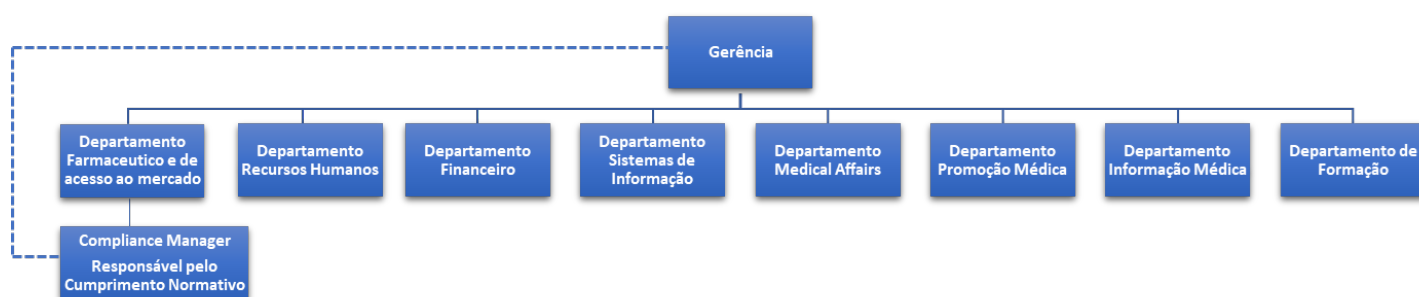 Gerência
Departamento
Farmaceutico e de
acesso ao mercado
Departamento
Recursos Humanos
Departamento
Financeiro
Departamento
Sistemas de
Informação
Departamento
Medical Affairs
Departamento
Promoção Médica
Departamento
Informação Médica
Departamento de
Formação
Compliance Manager
Responsável pelo
Cumprimento Normativo